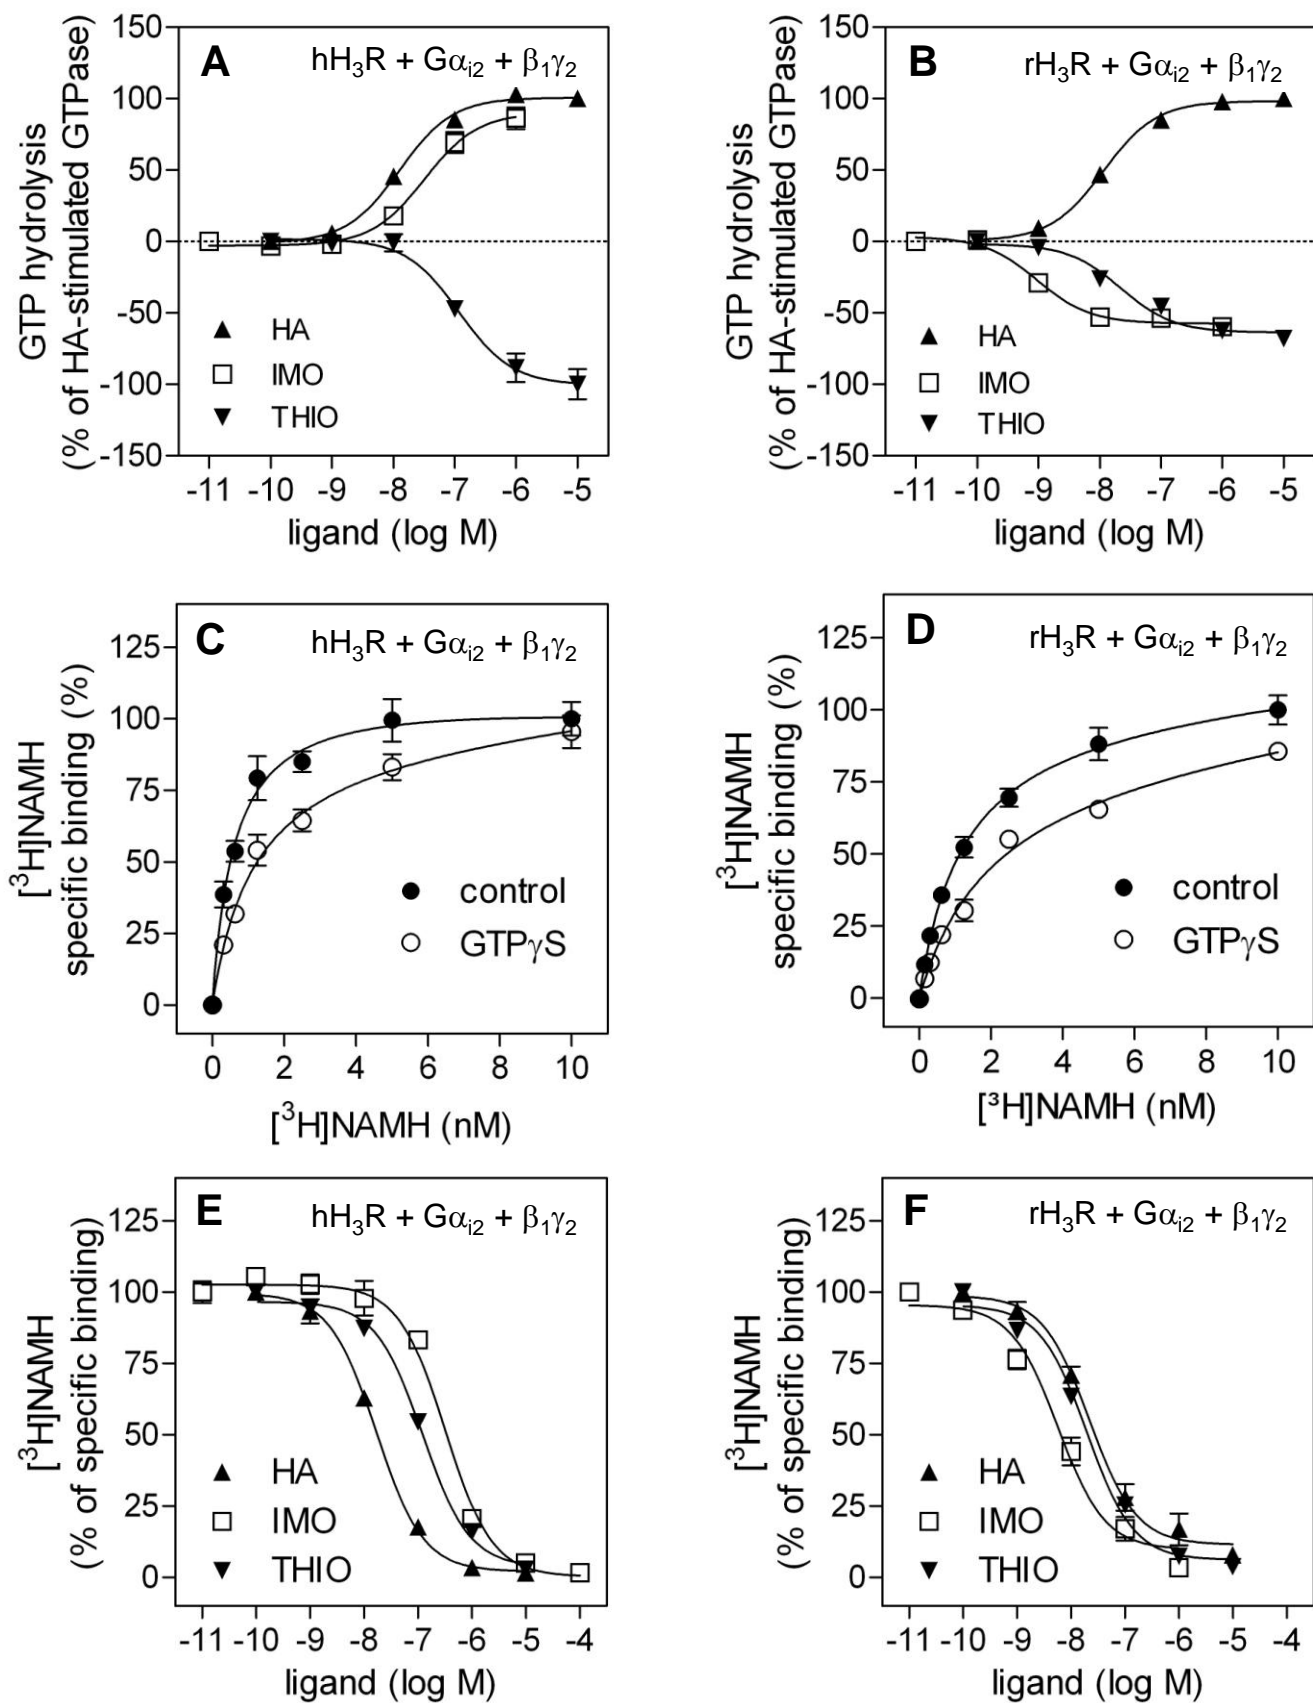 A hH₃R + Gαᵢ₂ + β₁γ₂
GTP hydrolysis
(% of HA-stimulated GTPase)
150
100
50
0
-50
-100
-150
HA
IMO
THIO
-11 -10 -9 -8 -7 -6 -5
ligand (log M)
B rH₃R + Gαᵢ₂ + β₁γ₂
GTP hydrolysis
(% of HA-stimulated GTPase)
150
100
50
0
-50
-100
-150
HA
IMO
THIO
-11 -10 -9 -8 -7 -6 -5
ligand (log M)
C hH₃R + Gαᵢ₂ + β₁γ₂
[³H]NAMH
specific binding (%)
125
100
75
50
25
0
control
GTPγS
0 2 4 6 8 10
[³H]NAMH (nM)
D rH₃R + Gαᵢ₂ + β₁γ₂
[³H]NAMH
specific binding (%)
125
100
75
50
25
0
control
GTPγS
0 2 4 6 8 10
[³H]NAMH (nM)
E hH₃R + Gαᵢ₂ + β₁γ₂
[³H]NAMH
(% of specific binding)
125
100
75
50
25
0
HA
IMO
THIO
-11 -10 -9 -8 -7 -6 -5 -4
ligand (log M)
F rH₃R + Gαᵢ₂ + β₁γ₂
[³H]NAMH
(% of specific binding)
125
100
75
50
25
0
HA
IMO
THIO
-11 -10 -9 -8 -7 -6 -5 -4
ligand (log M)